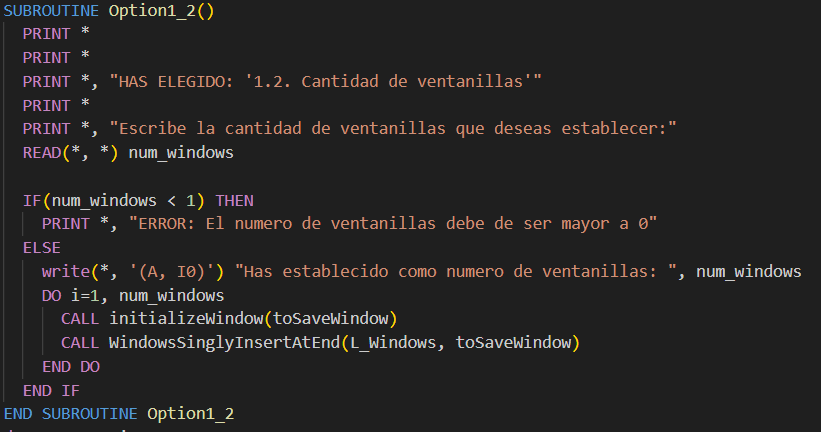 SUBROUTINE Option1_2()
  PRINT *
  PRINT *
  PRINT *, "HAS ELEGIDO: '1.2. Cantidad de ventanillas'"
  PRINT *
  PRINT *, "Escribe la cantidad de ventanillas que deseas establecer:"
  READ(*, *) num_windows

  IF(num_windows < 1) THEN
    PRINT *, "ERROR: El numero de ventanillas debe de ser mayor a 0"
  ELSE
    write(*, '(A, I0)') "Has establecido como numero de ventanillas: ", num_windows
    DO i=1, num_windows
      CALL initializeWindow(toSaveWindow)
      CALL WindowsSinglyInsertAtEnd(L_Windows, toSaveWindow)
    END DO
  END IF
END SUBROUTINE Option1_2